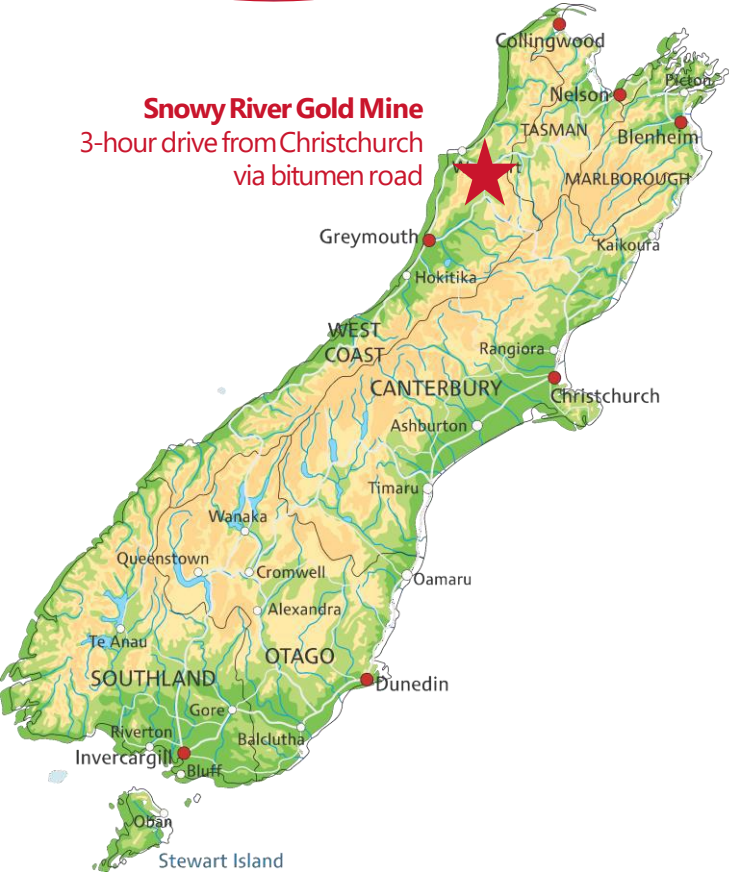 Collingwood
Picton
Nelson
Snowy River Gold Mine
3-hour drive from Christchurch
via bitumen road
TASMAN
Blenheim
MARLBOROUGH
Greymouth
Kaikoura
Hokitika
WEST
COAST
Rangiora
CANTERBURY
Christchurch
Ashburton
Timaru
Wanaka
Queenstown
Cromwell
Oamaru
Alexandra
Te Anau
OTAGO
SOUTHLAND
Dunedin
Gore
Riverton
Balclutha
Invercargill
Bluff
Oban
Stewart Island